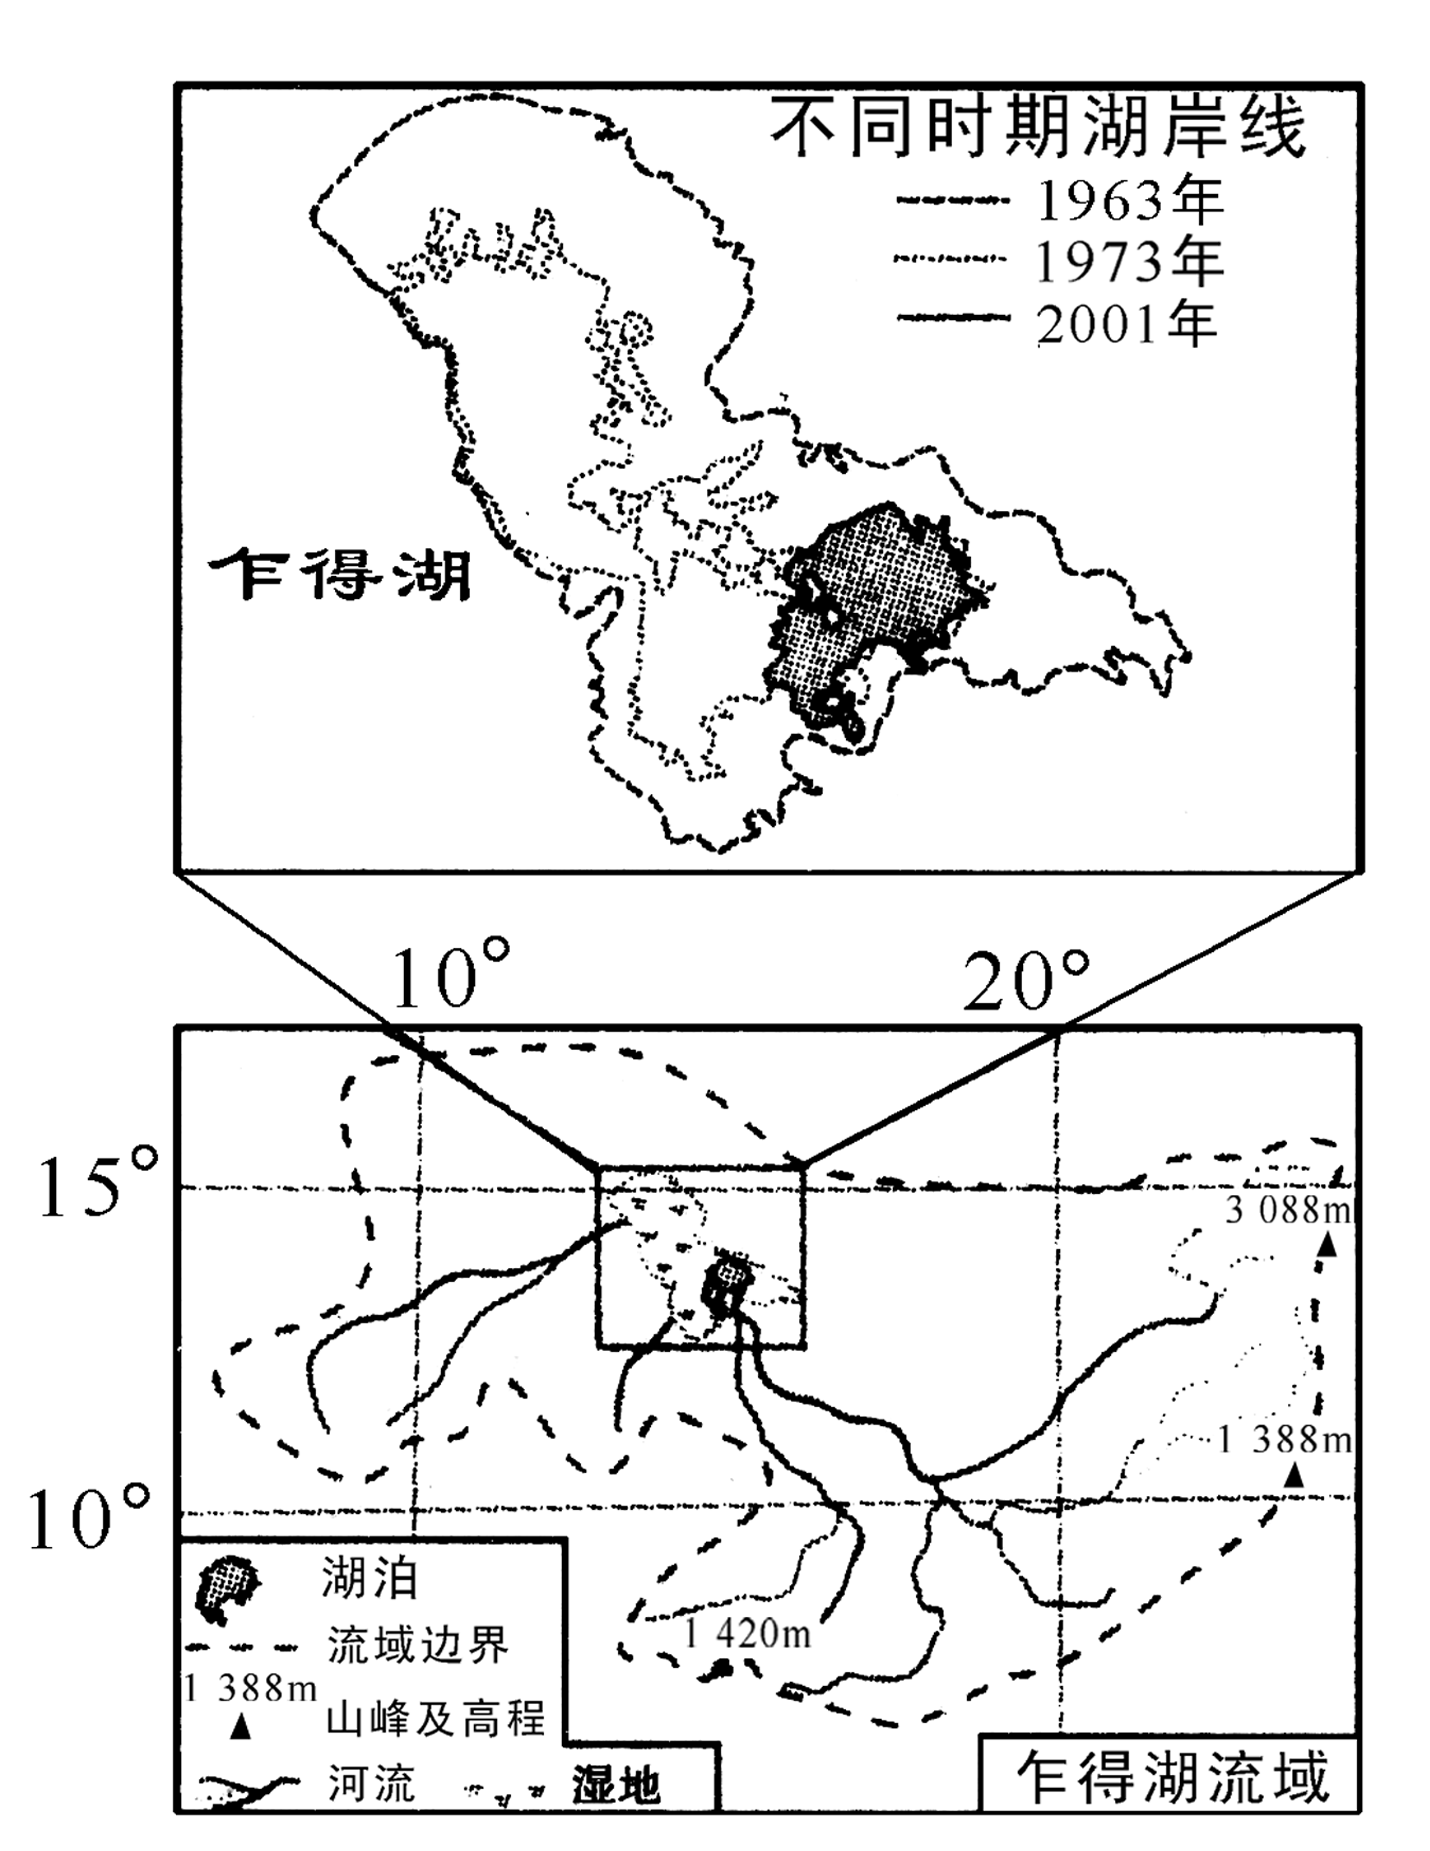 不同时期湖岸线
1963年
1973年
2001年
乍得湖
10°
20°
15°
3 088m
1 388m
10°
1 420m
湖泊
流域边界
1 388m
山峰及高程
河流
湿地
乍得湖流域